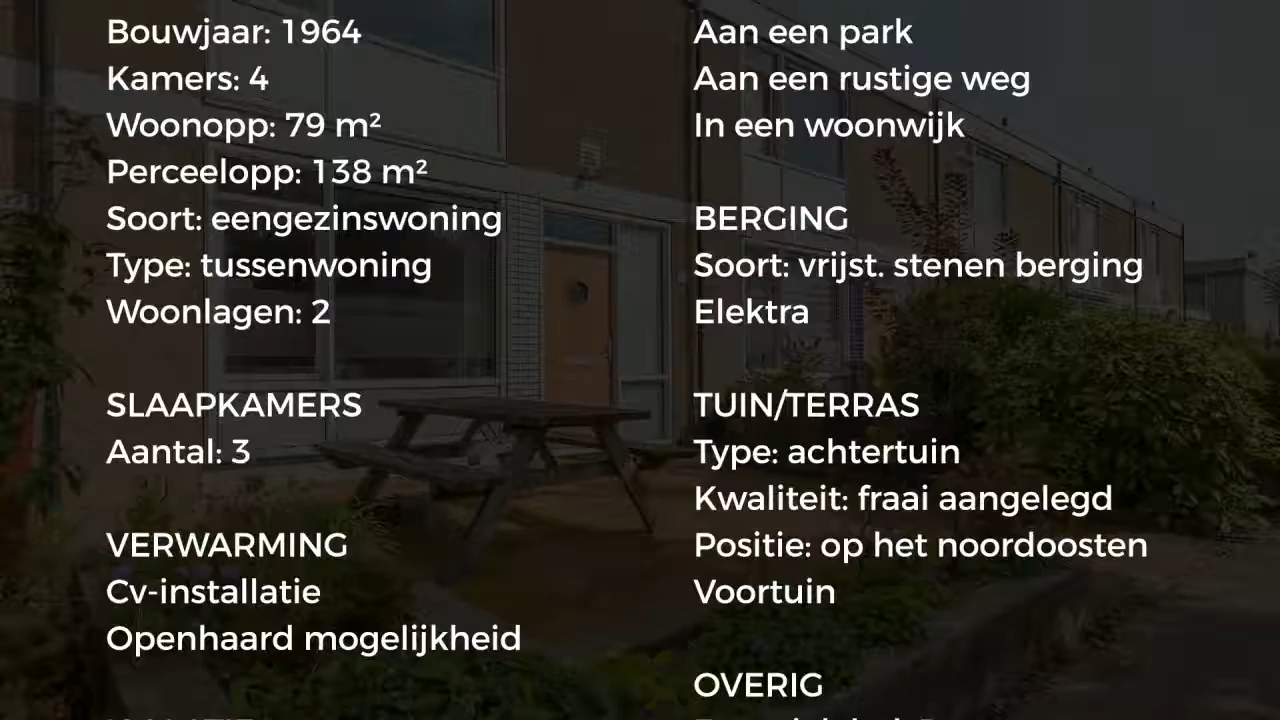 Bouwjaar: 1964
Kamers: 4
Woonopp: 79 m²
Perceelopp: 138 m²
Soort: eengezinswoning
Type: tussenwoning
Woonlagen: 2
SLAAPKAMERS
Aantal: 3
VERWARMING
Cv-installatie
Openhaard mogelijkheid
Aan een park
Aan een rustige weg
In een woonwijk
BERGING
Soort: vrijst. stenen berging
Elektra
TUIN/TERRAS
Type: achtertuin
Kwaliteit: fraai aangelegd
Positie: op het noordoosten
Voortuin
OVERIG